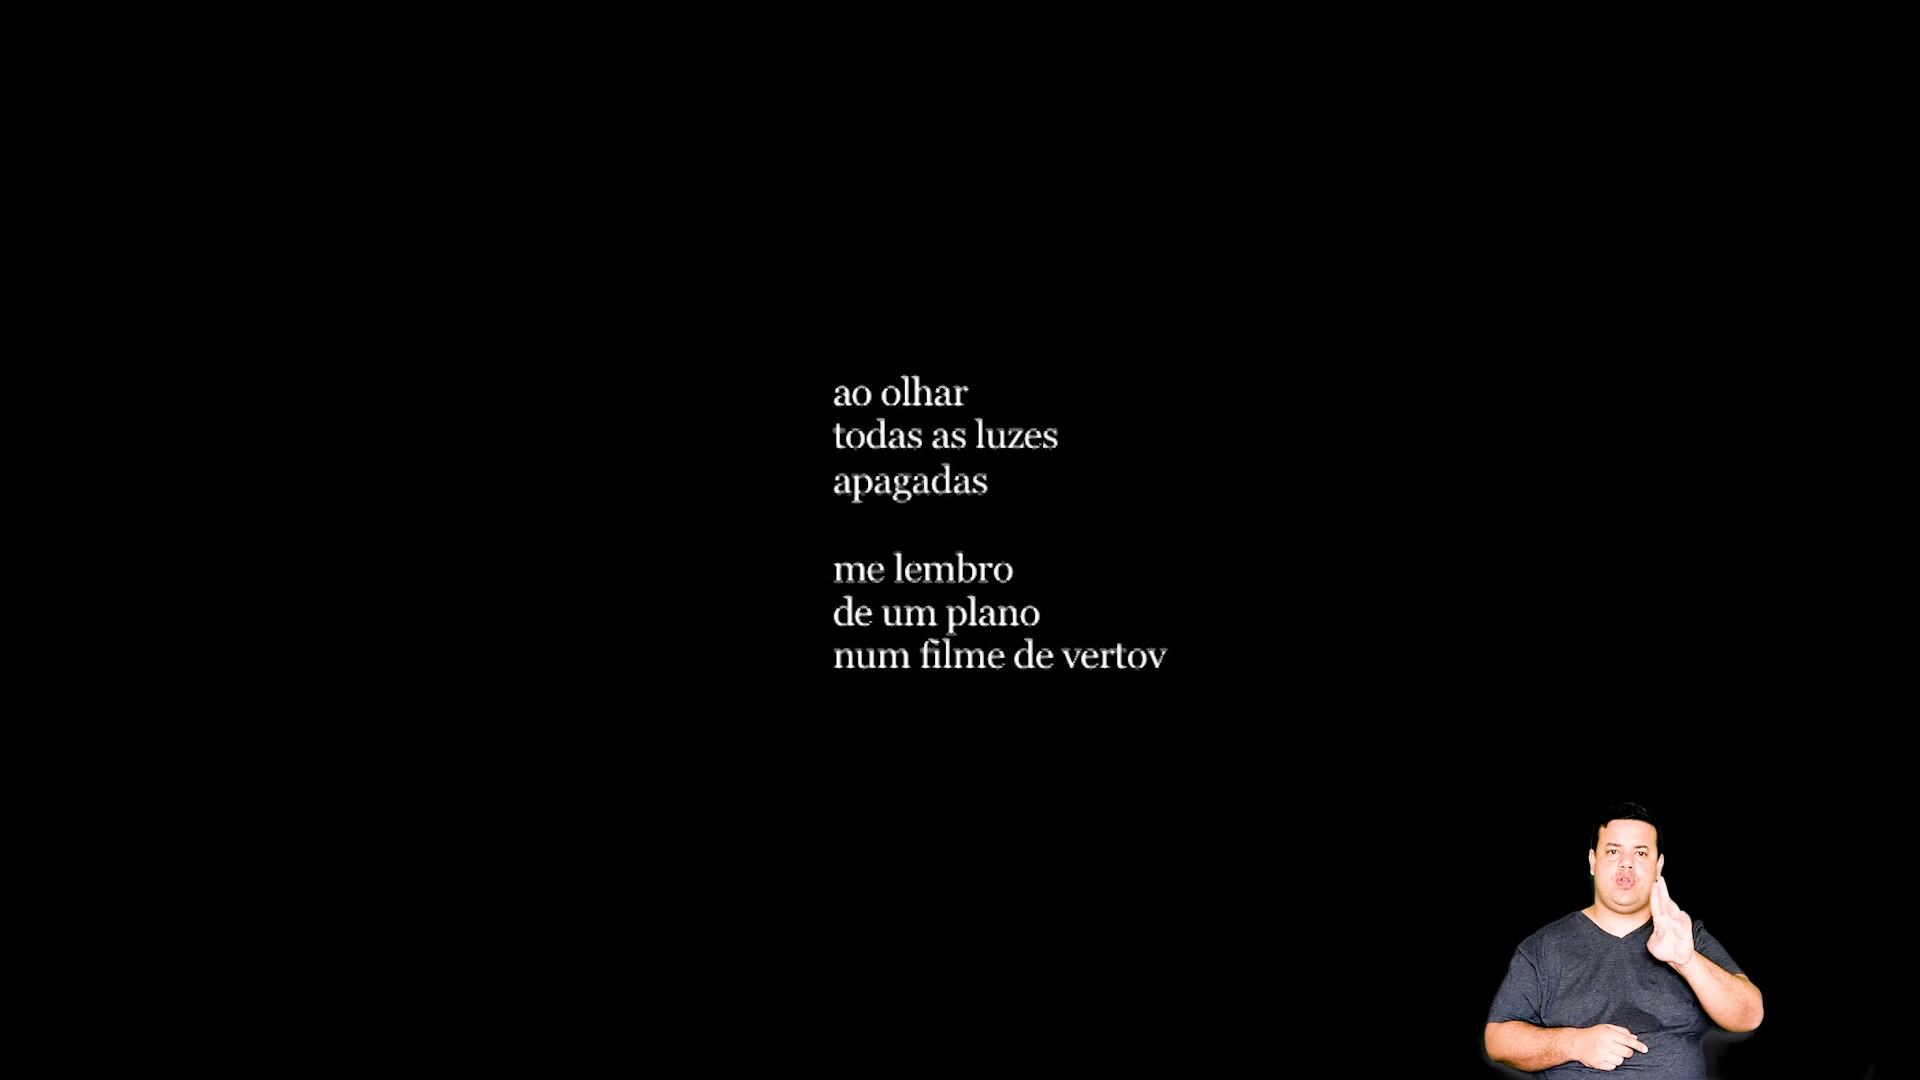 ao olhar
todas as luzes
apagadas
me lembro
de um plano
num filme de vertov